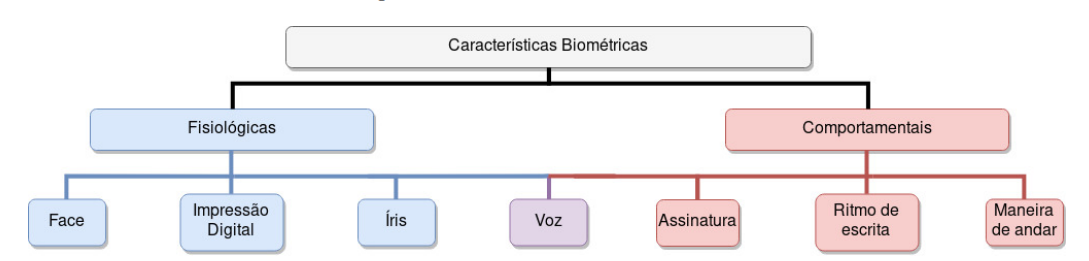 Características Biométricas
Fisiológicas
Comportamentais
Face
Impressão
Digital
Íris
Voz
Assinatura
Ritmo de
escrita
Maneira
de andar